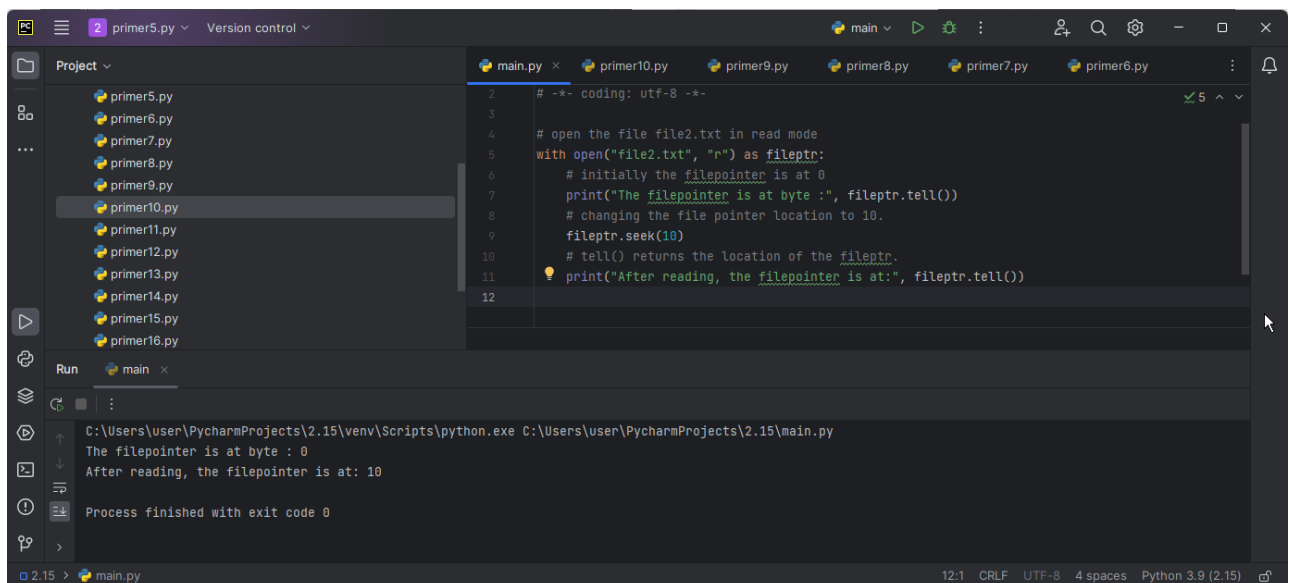 PC 2 primer5.py Version control main
Project
primer5.py
primer6.py
primer7.py
primer8.py
primer9.py
primer10.py
primer11.py
primer12.py
primer13.py
primer14.py
primer15.py
primer16.py
main.py primer10.py primer9.py primer8.py primer7.py primer6.py
5
2 # -*- coding: utf-8 -*-
3
4 # open the file file2.txt in read mode
5 with open("file2.txt", "r") as fileptr:
6 # initially the filepointer is at 0
7 print("The filepointer is at byte :", fileptr.tell())
8 # changing the file pointer location to 10.
9 fileptr.seek(10)
10 # tell() returns the location of the fileptr.
11 print("After reading, the filepointer is at:", fileptr.tell())
12
Run main
C:\Users\user\PycharmProjects\2.15\venv\Scripts\python.exe C:\Users\user\PycharmProjects\2.15\main.py
The filepointer is at byte : 0
After reading, the filepointer is at: 10
Process finished with exit code 0
2.15 > main.py 12:1 CRLF UTF-8 4 spaces Python 3.9 (2.15)